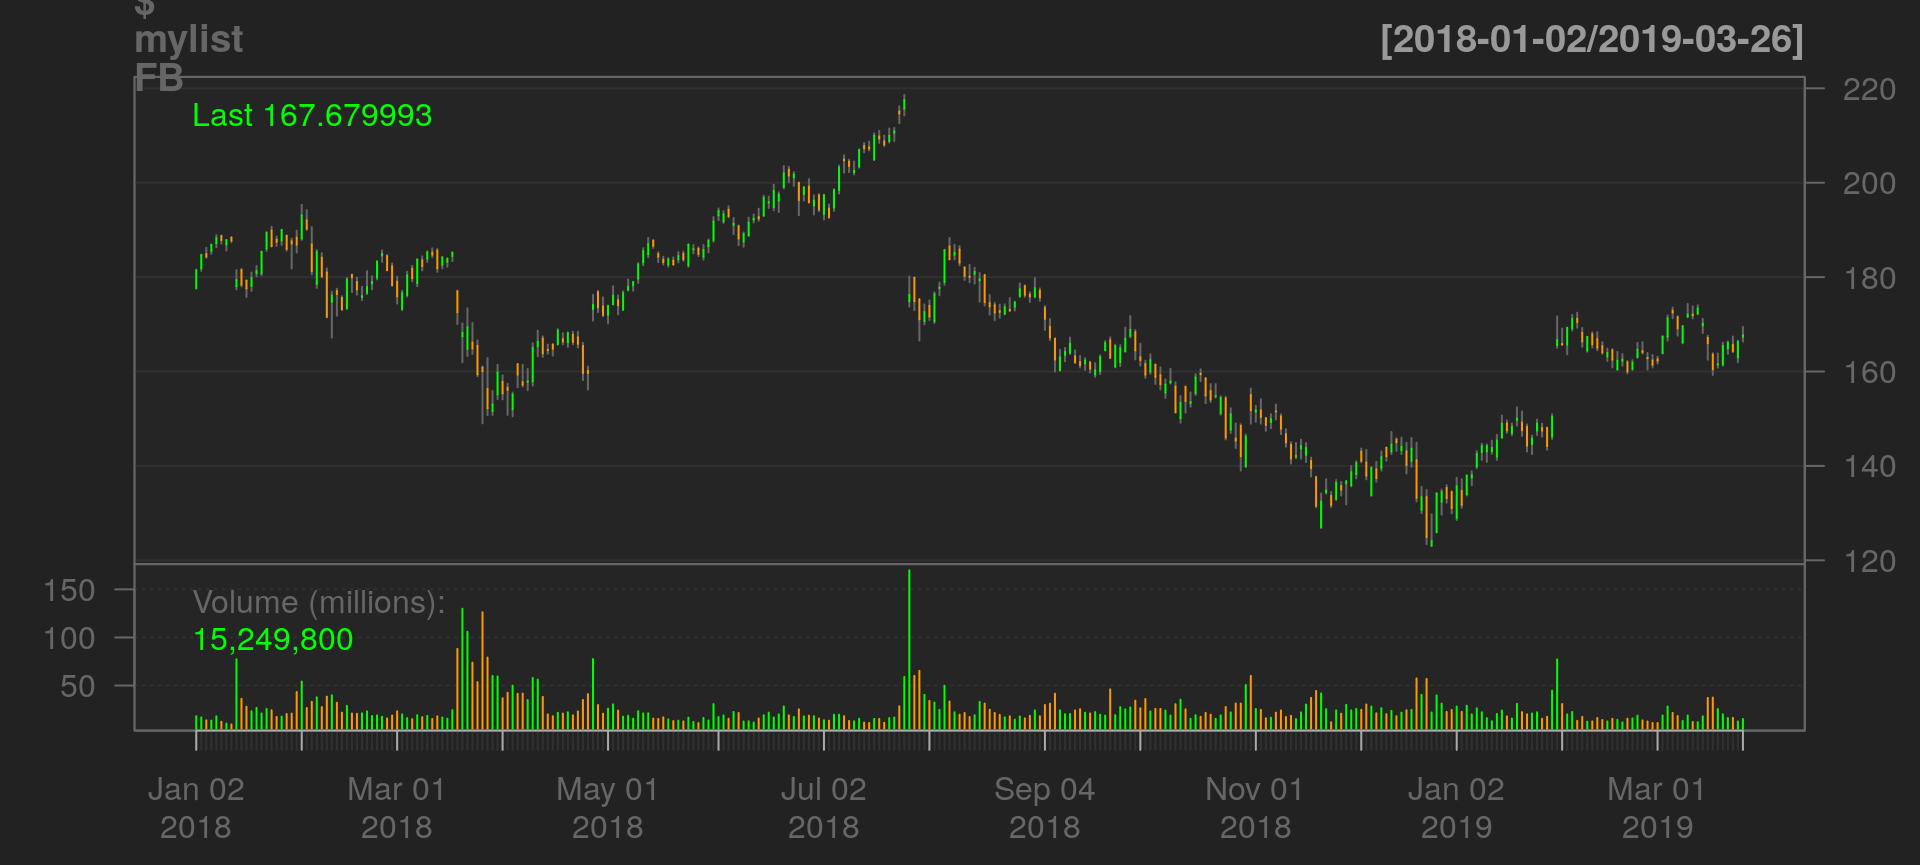 $
mylist
FB
[2018-01-02/2019-03-26]
Last 167.679993
220
200
180
160
140
120
Volume (millions):
15,249,800
150
100
50
Jan 02 2018
Mar 01 2018
May 01 2018
Jul 02 2018
Sep 04 2018
Nov 01 2018
Jan 02 2019
Mar 01 2019